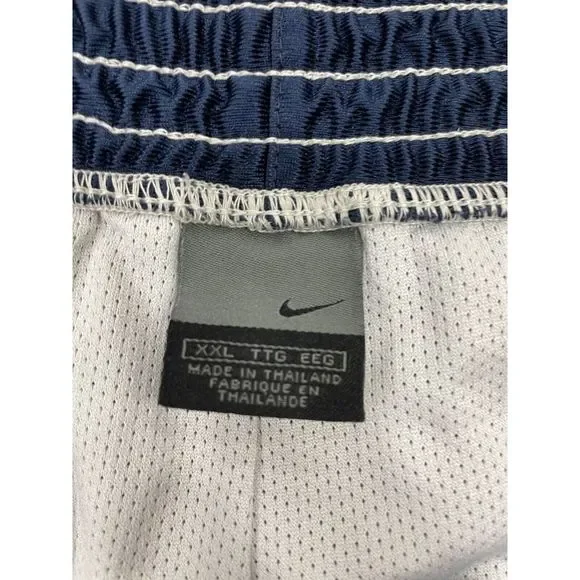 XXL TTG EEG
MADE IN THAILAND
FABRIQUE EN
THAILANDE